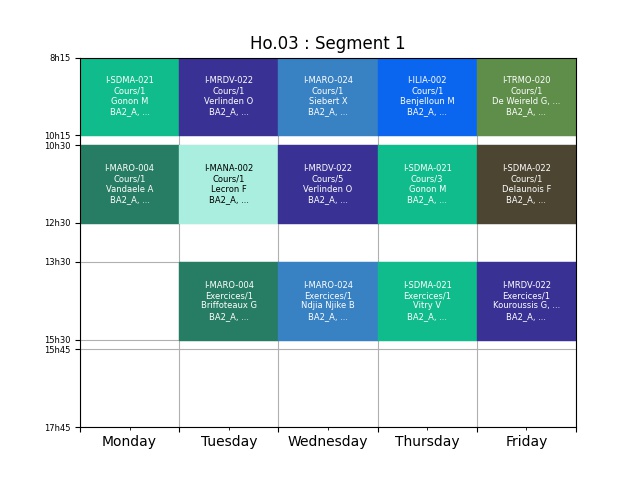 Ho.03 : Segment 1
8h15
I-SDMA-021
Cours/1
Gonon M
BA2_A, ...
I-MRDV-022
Cours/1
Verlinden O
BA2_A, ...
I-MARO-024
Cours/1
Siebert X
BA2_A, ...
I-ILIA-002
Cours/1
Benjelloun M
BA2_A, ...
I-TRMO-020
Cours/1
De Weireld G, ...
BA2_A, ...
10h15
10h30
I-MARO-004
Cours/1
Vandaele A
BA2_A, ...
I-MANA-002
Cours/1
Lecron F
BA2_A, ...
I-MRDV-022
Cours/5
Verlinden O
BA2_A, ...
I-SDMA-021
Cours/3
Gonon M
BA2_A, ...
I-SDMA-022
Cours/1
Delaunois F
BA2_A, ...
12h30
13h30
I-MARO-004
Exercices/1
Briffoteaux G
BA2_A, ...
I-MARO-024
Exercices/1
Ndjia Njike B
BA2_A, ...
I-SDMA-021
Exercices/1
Vitry V
BA2_A, ...
I-MRDV-022
Exercices/1
Kouroussis G, ...
BA2_A, ...
15h30
15h45
17h45
Monday
Tuesday
Wednesday
Thursday
Friday